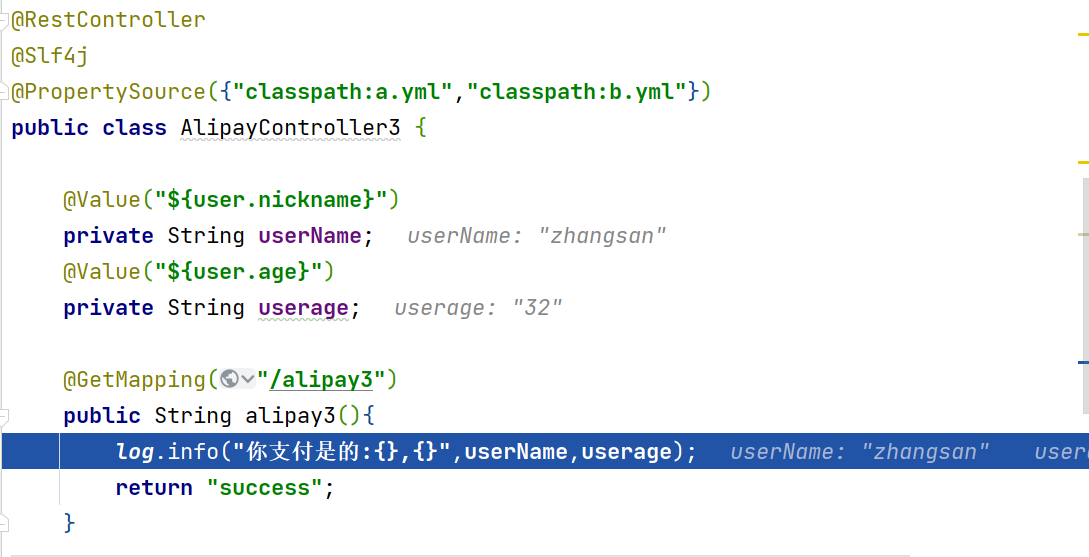 @RestController
@Slf4j
@PropertySource({"classpath:a.yml","classpath:b.yml"})
public class AlipayController3 {
@Value("${user.nickname}")
private String userName;   userName: "zhangsan"
@Value("${user.age}")
private String userage;   userage: "32"
@GetMapping("/alipay3")
public String alipay3(){
log.info("你支付是的:{},{}",userName,userage);   userName: "zhangsan"
return "success";
}